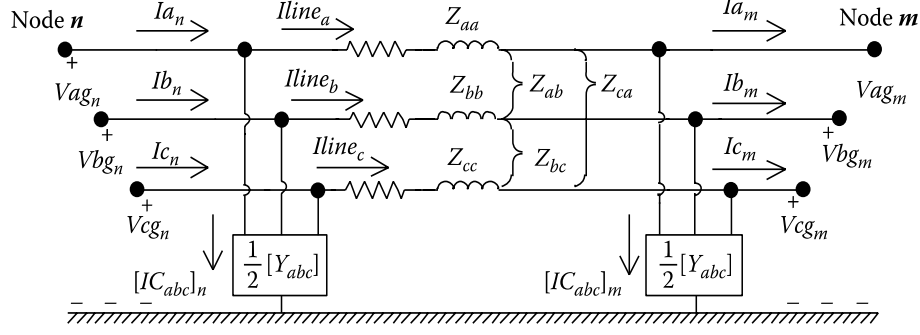 Node n
Ia_n
Iline_a
Z_aa
Ia_m
Node m
+
Vag_n
Ib_n
Iline_b
Z_bb
Z_ab
Z_ca
Ib_m
Vag_m
+
Vbg_n
Ic_n
Iline_c
Z_cc
Z_bc
Ic_m
+
Vbg_m
+
Vcg_n
+
Vcg_m
1/2 [Y_abc]
1/2 [Y_abc]
[IC_abc]_n
[IC_abc]_m
− − −
− − −